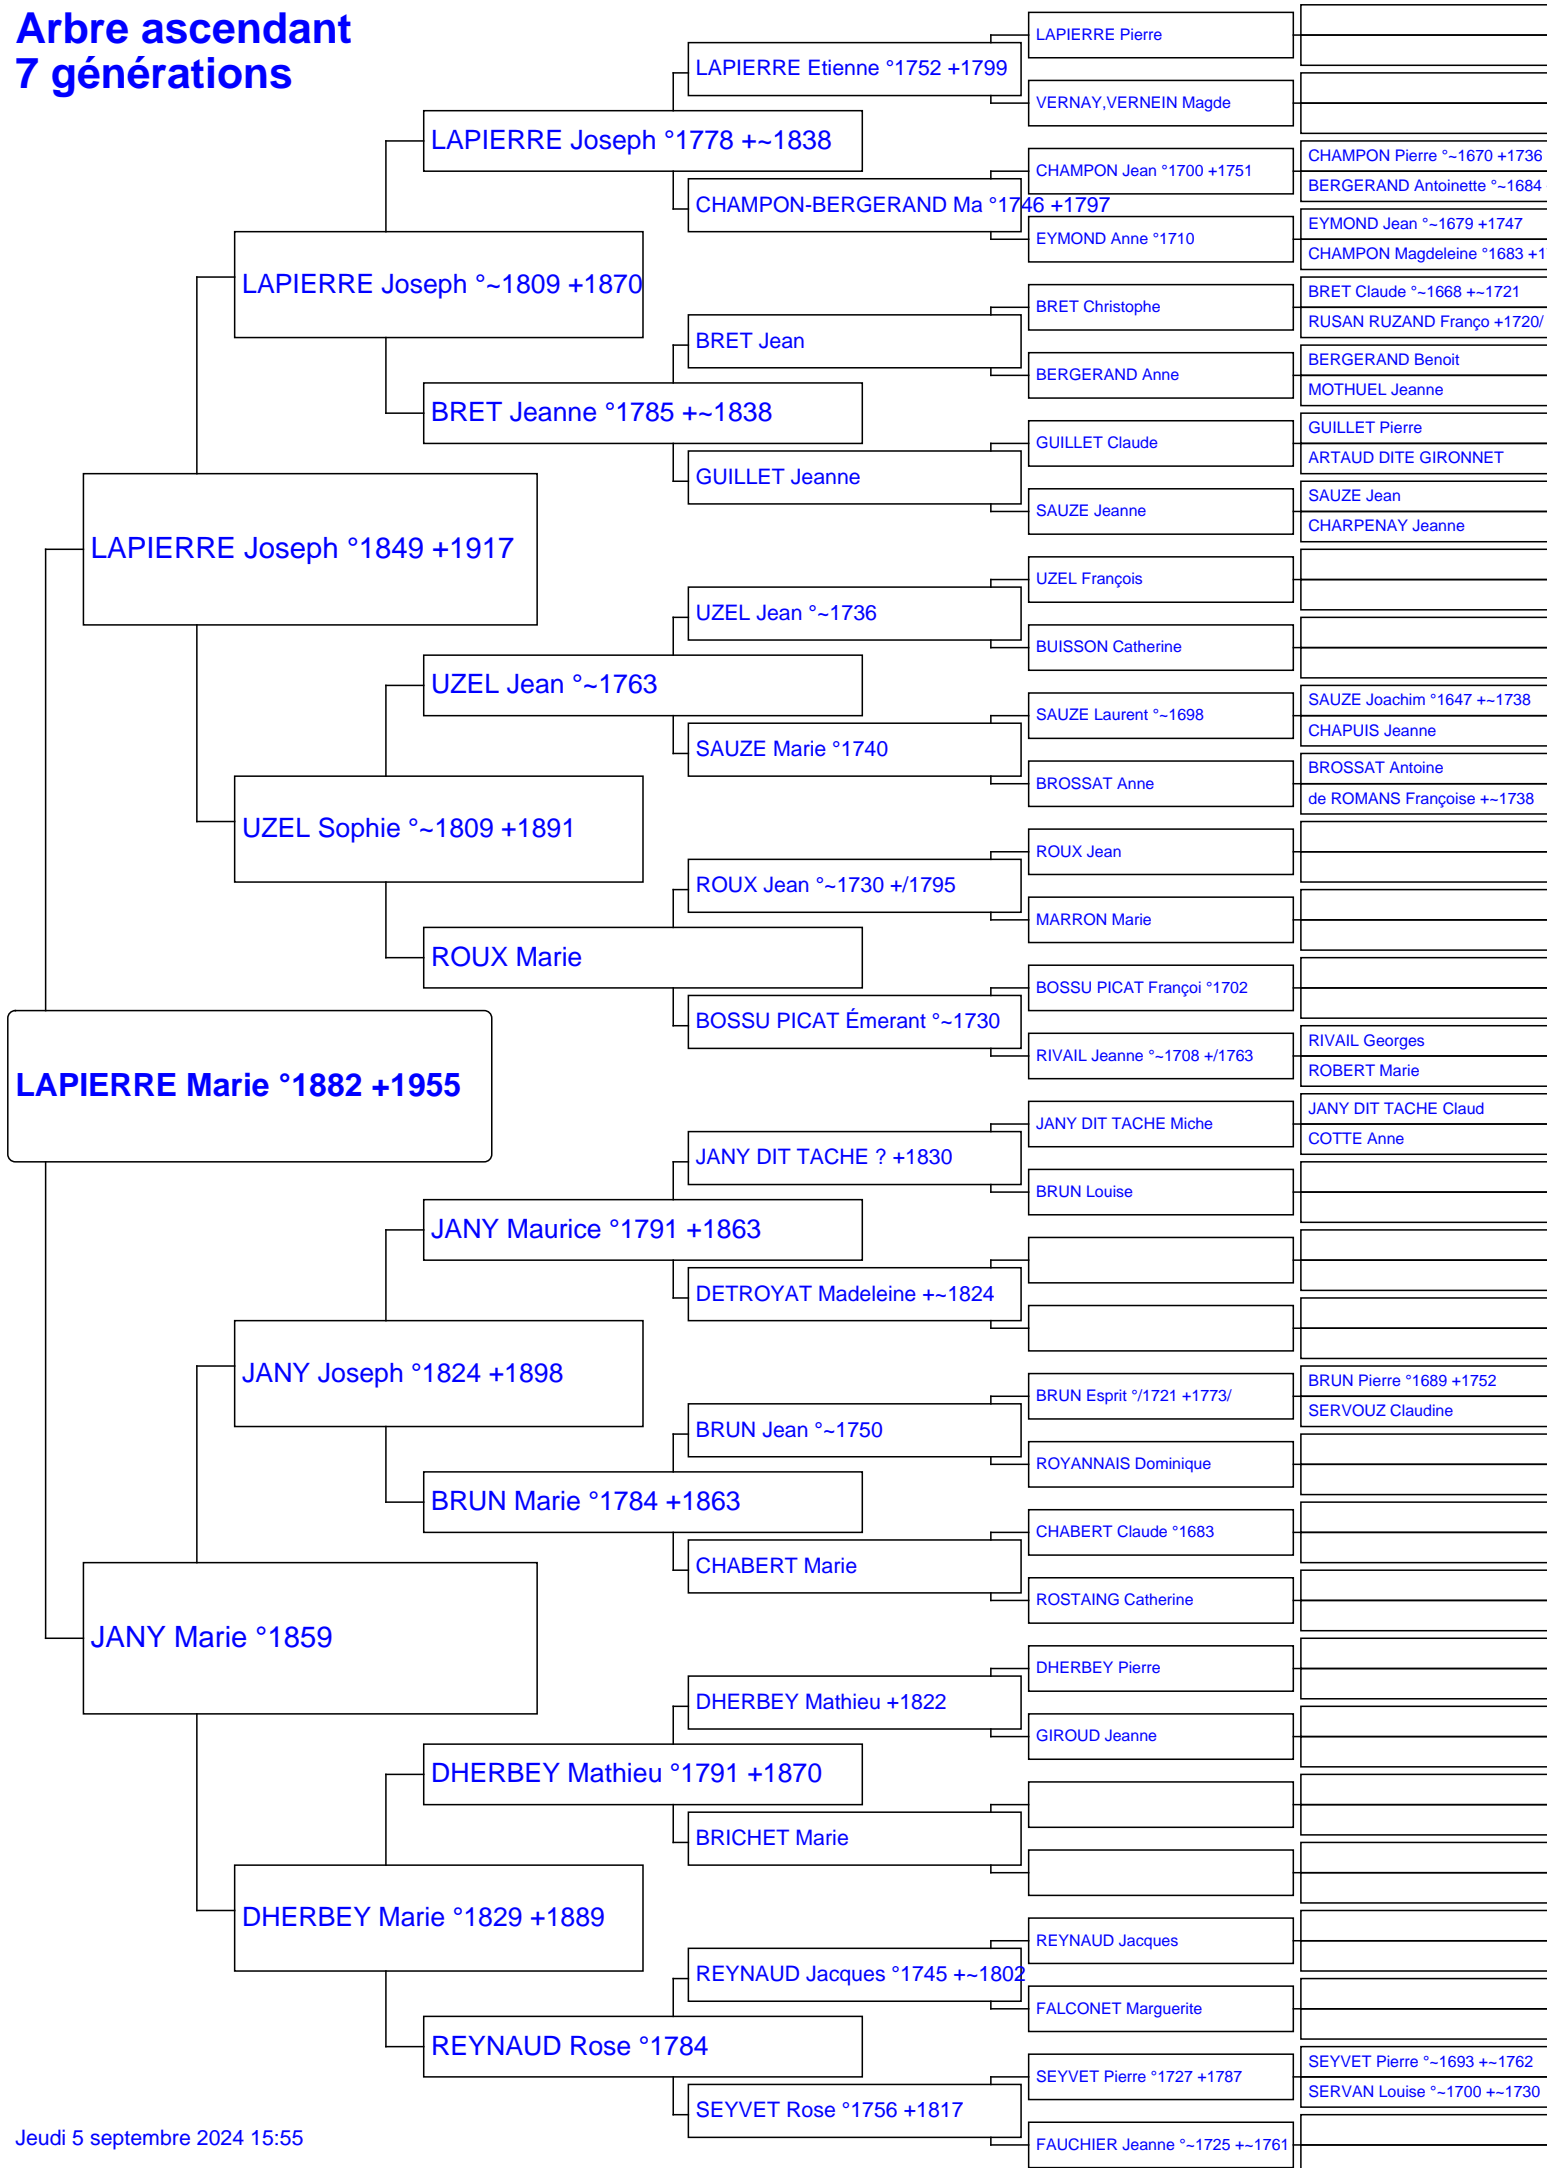 Arbre ascendant
7 générations
LAPIERRE Marie °1882 +1955
LAPIERRE Joseph °1849 +1917
JANY Marie °1859
LAPIERRE Joseph °~1809 +1870
UZEL Sophie °~1809 +1891
JANY Joseph °1824 +1898
DHERBEY Marie °1829 +1889
LAPIERRE Joseph °1778 +~1838
BRET Jeanne °1785 +~1838
UZEL Jean °~1763
ROUX Marie
JANY Maurice °1791 +1863
BRUN Marie °1784 +1863
DHERBEY Mathieu °1791 +1870
REYNAUD Rose °1784
LAPIERRE Etienne °1752 +1799
CHAMPON-BERGERAND Ma °1746 +1797
BRET Jean
GUILLET Jeanne
UZEL Jean °~1736
SAUZE Marie °1740
ROUX Jean °~1730 +/1795
BOSSU PICAT Émerant °~1730
JANY DIT TACHE ? +1830
DETROYAT Madeleine +~1824
BRUN Jean °~1750
CHABERT Marie
DHERBEY Mathieu +1822
BRICHET Marie
REYNAUD Jacques °1745 +~1802
SEYVET Rose °1756 +1817
LAPIERRE Pierre
VERNAY,VERNEIN Magde
CHAMPON Jean °1700 +1751
EYMOND Anne °1710
BRET Christophe
BERGERAND Anne
GUILLET Claude
SAUZE Jeanne
UZEL François
BUISSON Catherine
SAUZE Laurent °~1698
BROSSAT Anne
ROUX Jean
MARRON Marie
BOSSU PICAT Françoi °1702
RIVAIL Jeanne °~1708 +/1763
JANY DIT TACHE Miche
BRUN Louise
BRUN Esprit °/1721 +1773/
ROYANNAIS Dominique
CHABERT Claude °1683
ROSTAING Catherine
DHERBEY Pierre
GIROUD Jeanne
REYNAUD Jacques
FALCONET Marguerite
SEYVET Pierre °1727 +1787
FAUCHIER Jeanne °~1725 +~1761
CHAMPON Pierre °~1670 +1736
BERGERAND Antoinette °~1684
EYMOND Jean °~1679 +1747
CHAMPON Magdeleine °1683 +1
BRET Claude °~1668 +~1721
RUSAN RUZAND Franço +1720/
BERGERAND Benoit
MOTHUEL Jeanne
GUILLET Pierre
ARTAUD DITE GIRONNET
SAUZE Jean
CHARPENAY Jeanne
SAUZE Joachim °1647 +~1738
CHAPUIS Jeanne
BROSSAT Antoine
de ROMANS Françoise +~1738
RIVAIL Georges
ROBERT Marie
JANY DIT TACHE Claud
COTTE Anne
BRUN Pierre °1689 +1752
SERVOUZ Claudine
SEYVET Pierre °~1693 +~1762
SERVAN Louise °~1700 +~1730
Jeudi 5 septembre 2024 15:55